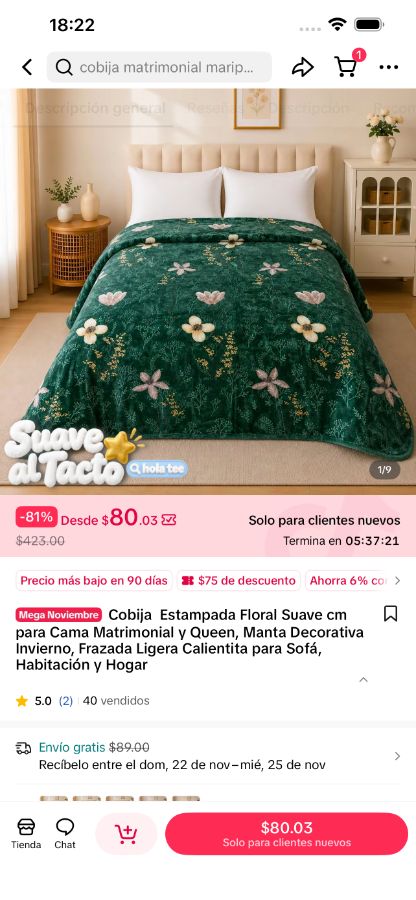 18:22
cobija matrimonial marip...
1
Descripción general Reseñas Descripción Recom
Suave
al Tacto
hola tee
1/9
-81% Desde $80.03
Solo para clientes nuevos
$423.00
Termina en 05:37:21
Precio más bajo en 90 días
$75 de descuento
Ahorra 6% co
Mega Noviembre Cobija Estampada Floral Suave cm
para Cama Matrimonial y Queen, Manta Decorativa
Invierno, Frazada Ligera Calientita para Sofá,
Habitación y Hogar
5.0 (2) 40 vendidos
Envío gratis $89.00
Recíbelo entre el dom, 22 de nov–mié, 25 de nov
Tienda
Chat
$80.03
Solo para clientes nuevos